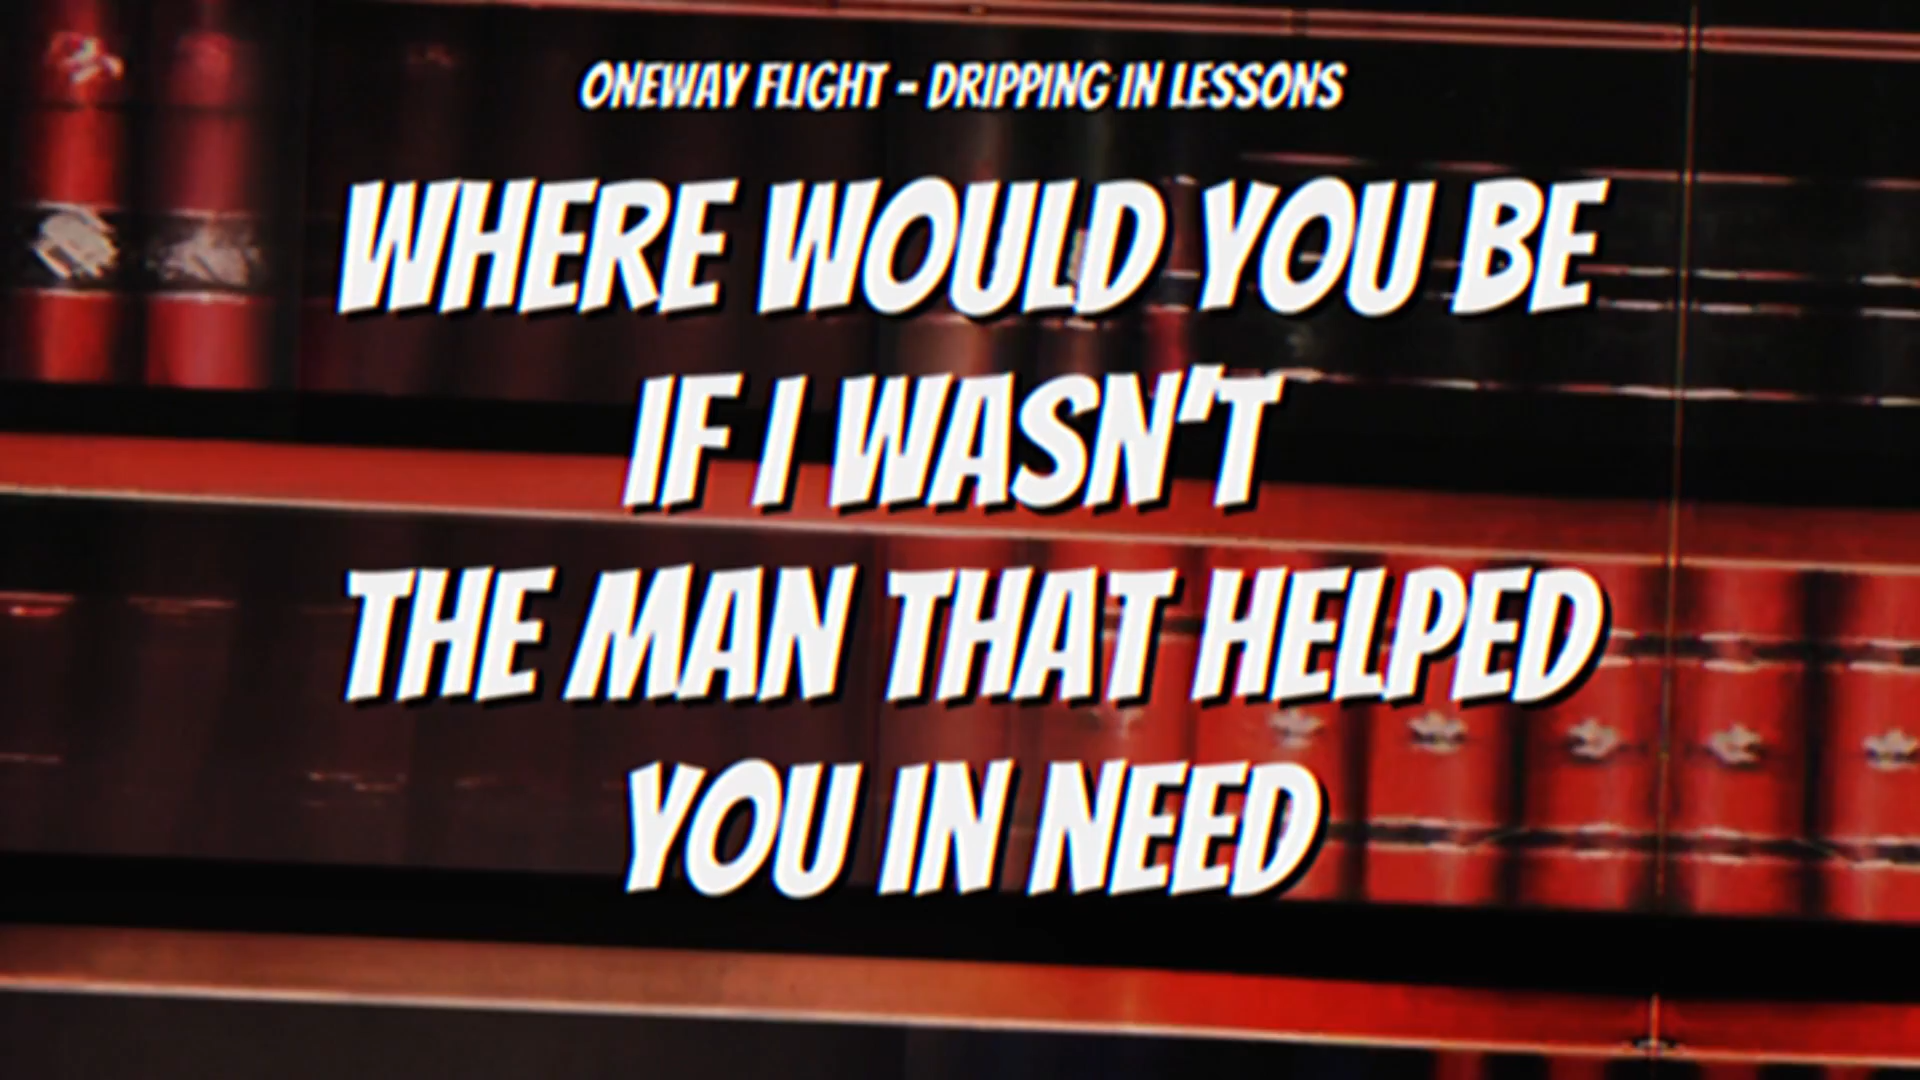 ONEWAY FLIGHT - DRIPPING IN LESSONS
WHERE WOULD YOU BE
IF I WASN'T
THE MAN THAT HELPED
YOU IN NEED